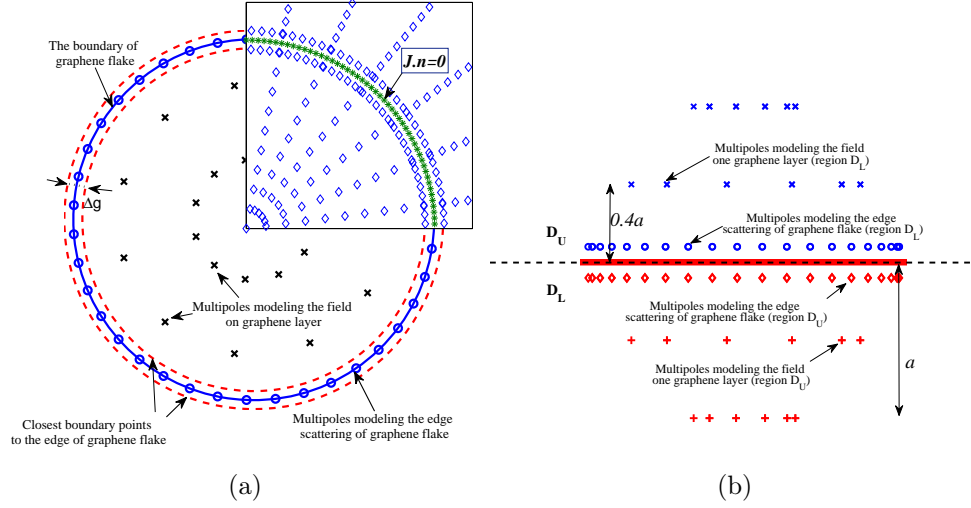 The boundary of
graphene flake
J.n=0
Δg
Multipoles modeling the field
on graphene layer
Closest boundary points
to the edge of graphene flake
Multipoles modeling the edge
scattering of graphene flake
(a)
Multipoles modeling the field
one graphene layer (region D_L)
0.4a
Multipoles modeling the edge
scattering of graphene flake (region D_L)
D_U
D_L
Multipoles modeling the edge
scattering of graphene flake (region D_U)
a
Multipoles modeling the field
one graphene layer (region D_U)
(b)